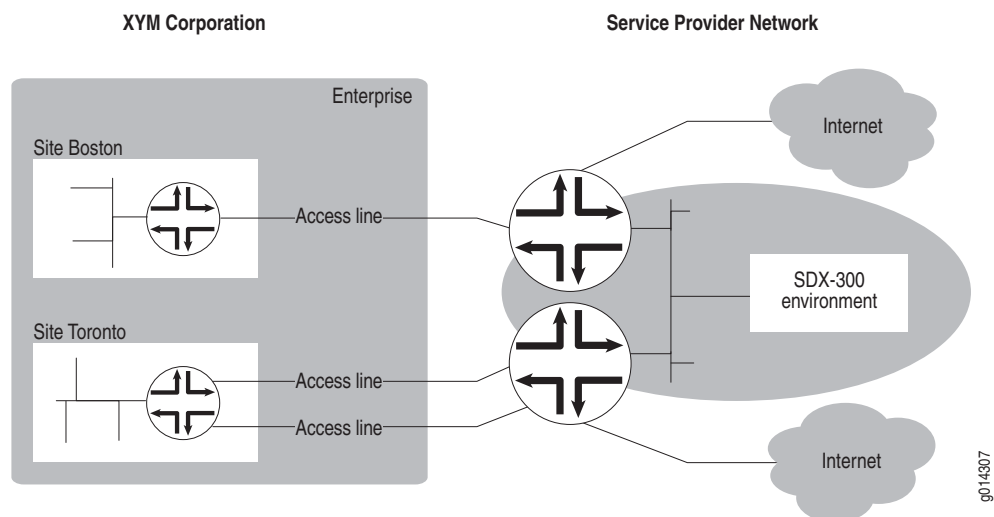 XYM Corporation
Service Provider Network
Enterprise
Internet
Site Boston
Access line
SDX-300
environment
Site Toronto
Access line
Access line
Internet
g014307